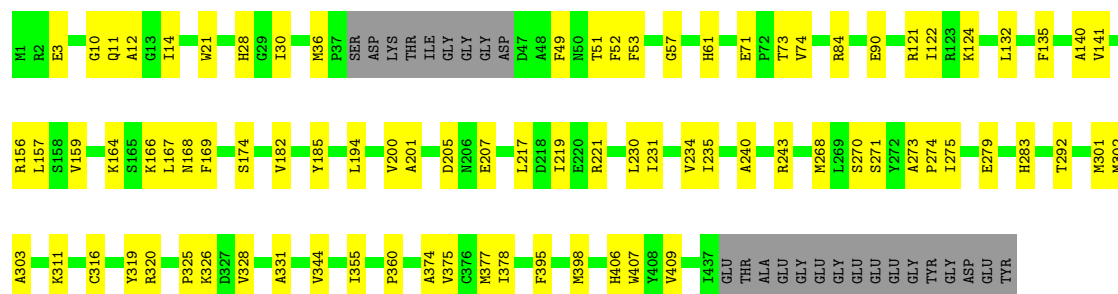 M1 R2 E3 G10 Q11 A12 G13 I14 W21 H28 G29 I30 M36 P37 SER ASP LYS THR ILE GLY GLY GLY ASP D47 A48 F49 N50 T51 F52 F53 G57 H61 E71 P72 T73 V74 R84 E90 R121 I122 R123 K124 L132 F135 A140 V141
R156 L157 S158 V159 K164 S165 K166 L167 N168 F169 S174 V182 Y185 L194 V200 A201 D205 N206 E207 L217 D218 I219 E220 R221 L230 I231 V234 I235 A240 R243 M268 L269 S270 S271 Y272 A273 P274 I275 E279 H283 T292 M301 M302
A303 K311 C316 Y319 R320 P325 K326 D327 V328 A331 V344 I355 P360 A374 V375 C376 M377 I378 F395 M398 H406 W407 Y408 V409 I437 GLU THR ALA GLU GLY GLU GLY GLU GLU GLU GLY TYR GLY ASP GLU TYR